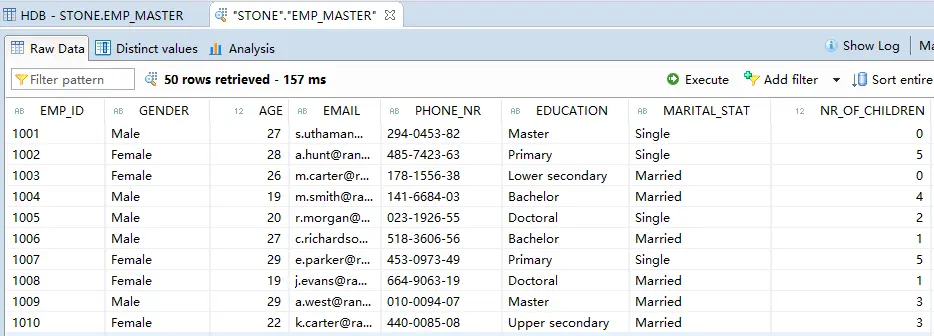 HDB - STONE.EMP_MASTER "STONE"."EMP_MASTER"
Raw Data Distinct values Analysis Show Log Ma
Filter pattern 50 rows retrieved - 157 ms Execute Add filter Sort entire
AB EMP_ID AB GENDER 12 AGE AB EMAIL AB PHONE_NR AB EDUCATION AB MARITAL_STAT 12 NR_OF_CHILDREN
1001 Male 27 s.uthaman... 294-0453-82 Master Single 0
1002 Female 28 a.hunt@ran... 485-7423-63 Primary Single 5
1003 Female 26 m.carter@r... 178-1556-38 Lower secondary Married 0
1004 Male 19 m.smith@ra... 141-6684-03 Bachelor Married 4
1005 Male 20 r.morgan@... 023-1926-55 Doctoral Single 2
1006 Male 27 c.richardso... 518-3606-56 Bachelor Married 1
1007 Female 29 e.parker@r... 453-0973-49 Primary Single 5
1008 Female 19 j.evans@ra... 664-9063-19 Doctoral Married 1
1009 Male 29 a.west@ran... 010-0094-07 Master Married 3
1010 Female 22 k.carter@ra... 440-0085-08 Upper secondary Married 3